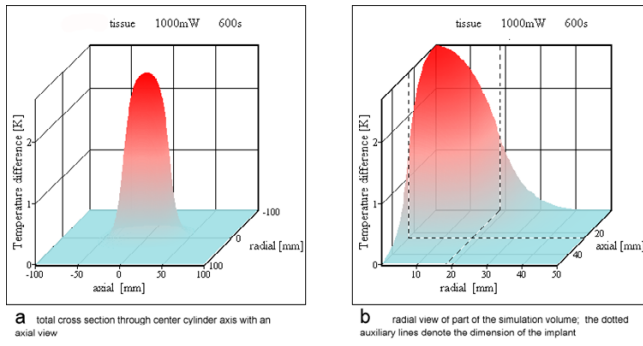 tissue 1000mW 600s
Temperature difference [K]
2
1
0
-100
-50
0
50
100
axial [mm]
-100
0
100
radial [mm]
a total cross section through center cylinder axis with an
axial view
tissue 1000mW 600s
Temperature difference [K]
2
1
0
0
10
20
30
40
50
radial [mm]
20
40
axial [mm]
b radial view of part of the simulation volume; the dotted
auxiliary lines denote the dimension of the implant